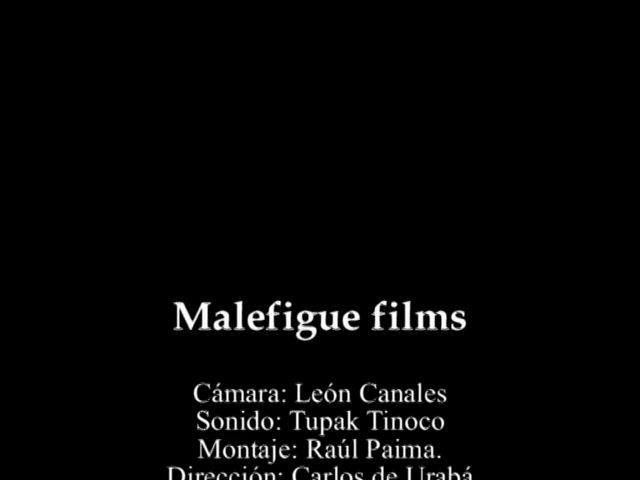 Malefigue films
Cámara: León Canales
Sonido: Tupak Tinoco
Montaje: Raúl Paima.
Dirección: Carlos de Urabá